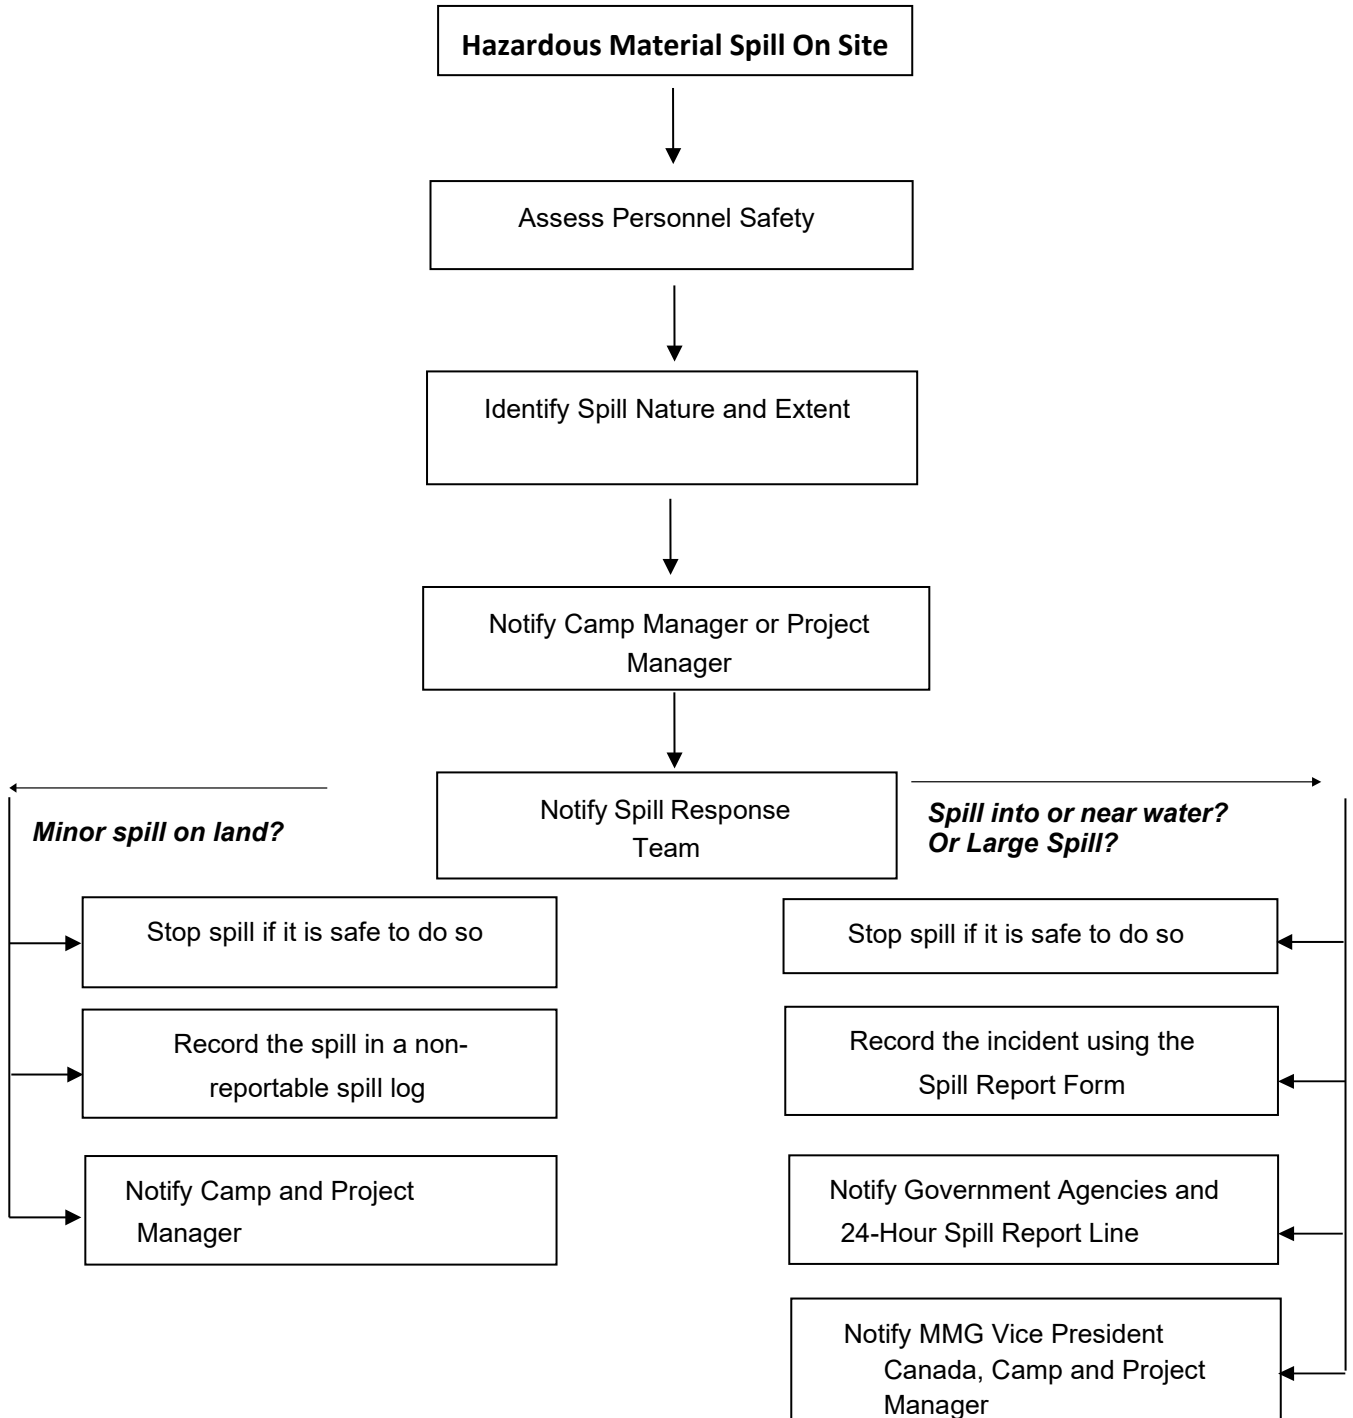 Hazardous Material Spill On Site
Assess Personnel Safety
Identify Spill Nature and Extent
Notify Camp Manager or Project
Manager
Notify Spill Response
Team
Minor spill on land?
Spill into or near water?
Or Large Spill?
Stop spill if it is safe to do so
Record the spill in a non-
reportable spill log
Notify Camp and Project
Manager
Stop spill if it is safe to do so
Record the incident using the
Spill Report Form
Notify Government Agencies and
24-Hour Spill Report Line
Notify MMG Vice President
Canada, Camp and Project
Manager